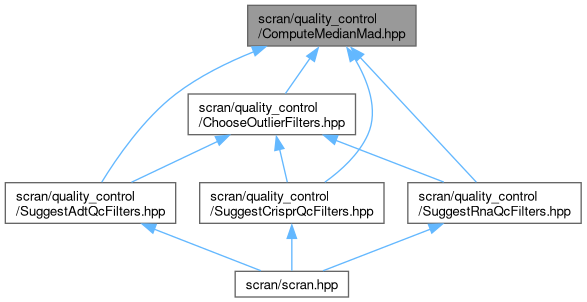 scran/quality_control
/ComputeMedianMad.hpp
scran/quality_control
/ChooseOutlierFilters.hpp
scran/quality_control
/SuggestAdtQcFilters.hpp
scran/quality_control
/SuggestCrisprQcFilters.hpp
scran/quality_control
/SuggestRnaQcFilters.hpp
scran/scran.hpp